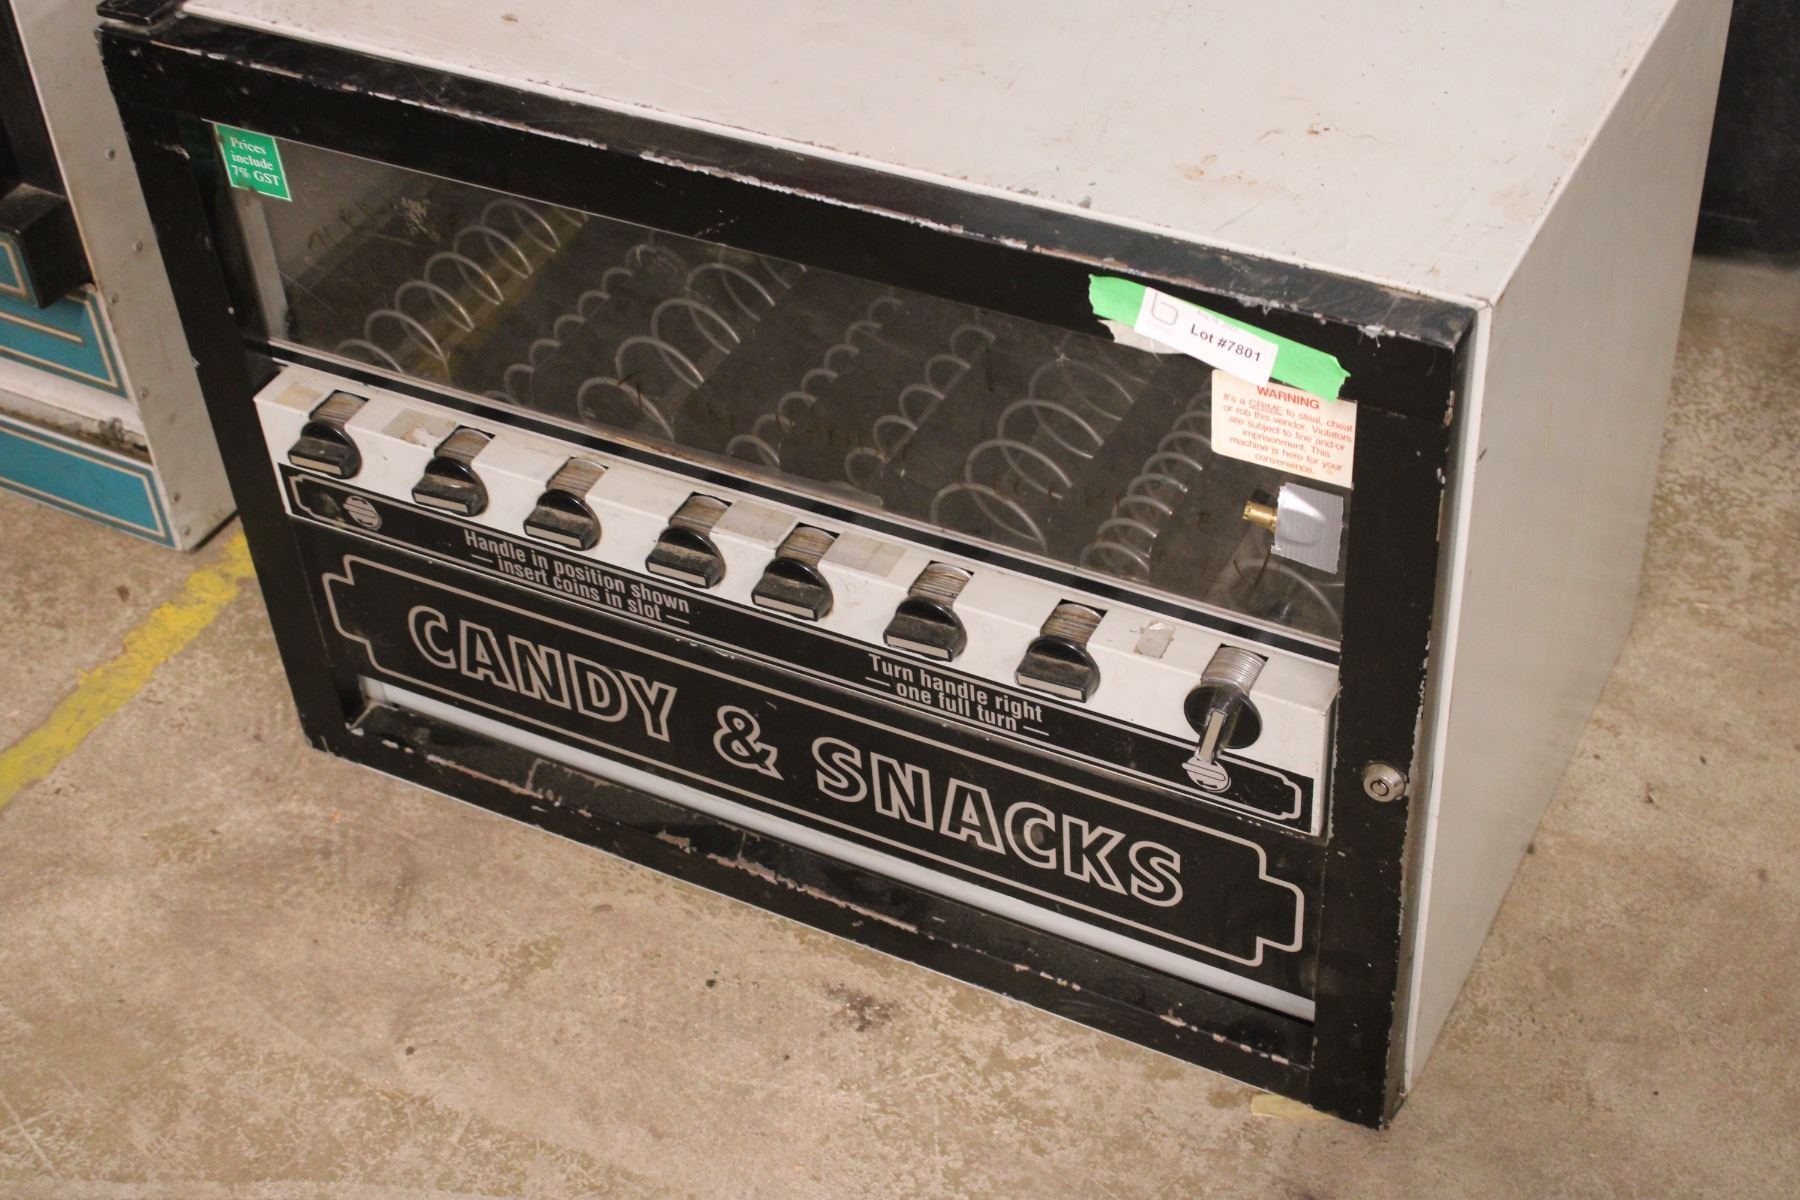 Prices
include
7% GST
Lot #7801
WARNING
It's a CRIME to steal, cheat
or rob this vendor. Violators
are subject to fine and/or
imprisonment. This
machine is here for your
convenience.
Handle in position shown
— insert coins in slot —
Turn handle right
— one full turn —
CANDY & SNACKS